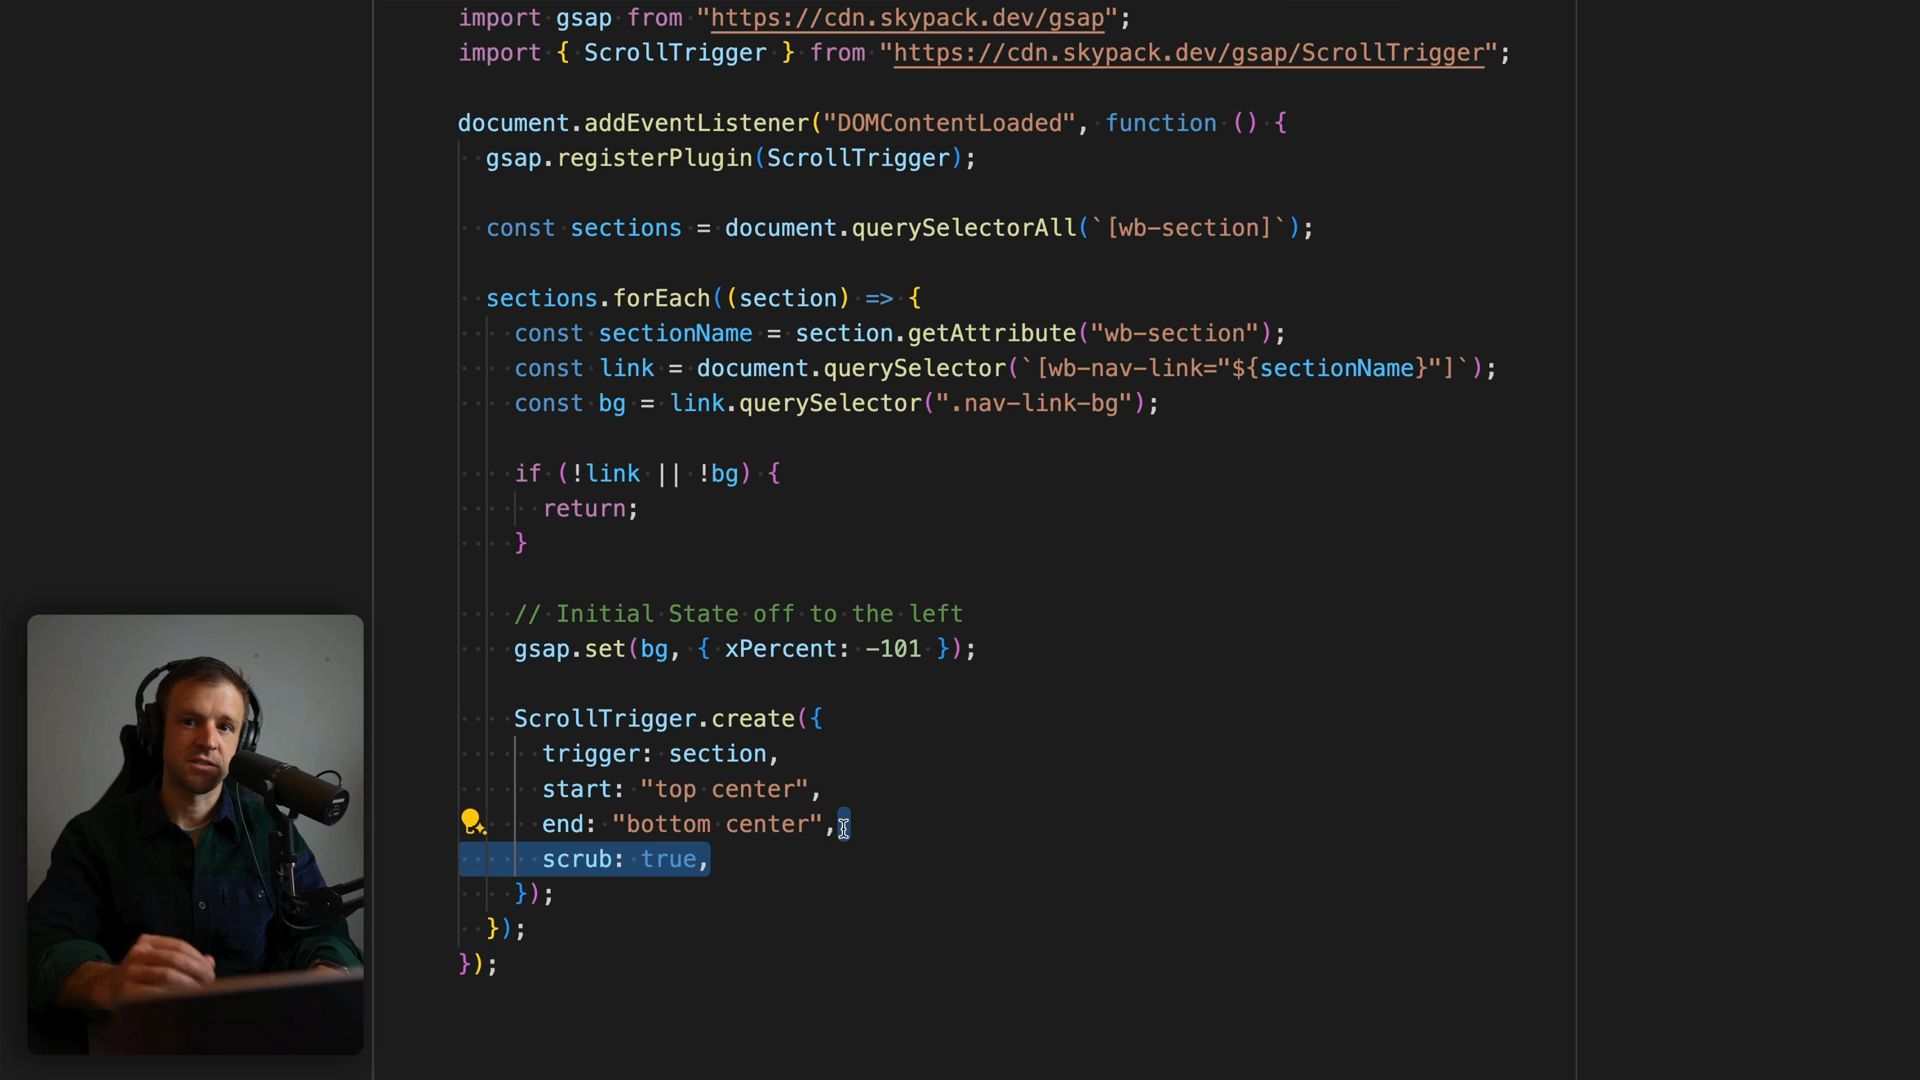 import gsap from "https://cdn.skypack.dev/gsap";
import { ScrollTrigger } from "https://cdn.skypack.dev/gsap/ScrollTrigger";
document.addEventListener("DOMContentLoaded", function () {
gsap.registerPlugin(ScrollTrigger);
const sections = document.querySelectorAll(`[wb-section]`);
sections.forEach((section) => {
const sectionName = section.getAttribute("wb-section");
const link = document.querySelector(`[wb-nav-link="${sectionName}"]`);
const bg = link.querySelector(".nav-link-bg");
if (!link || !bg) {
return;
}
// Initial State off to the left
gsap.set(bg, { xPercent: -101 });
ScrollTrigger.create({
trigger: section,
start: "top center",
end: "bottom center",
scrub: true,
});
});
});